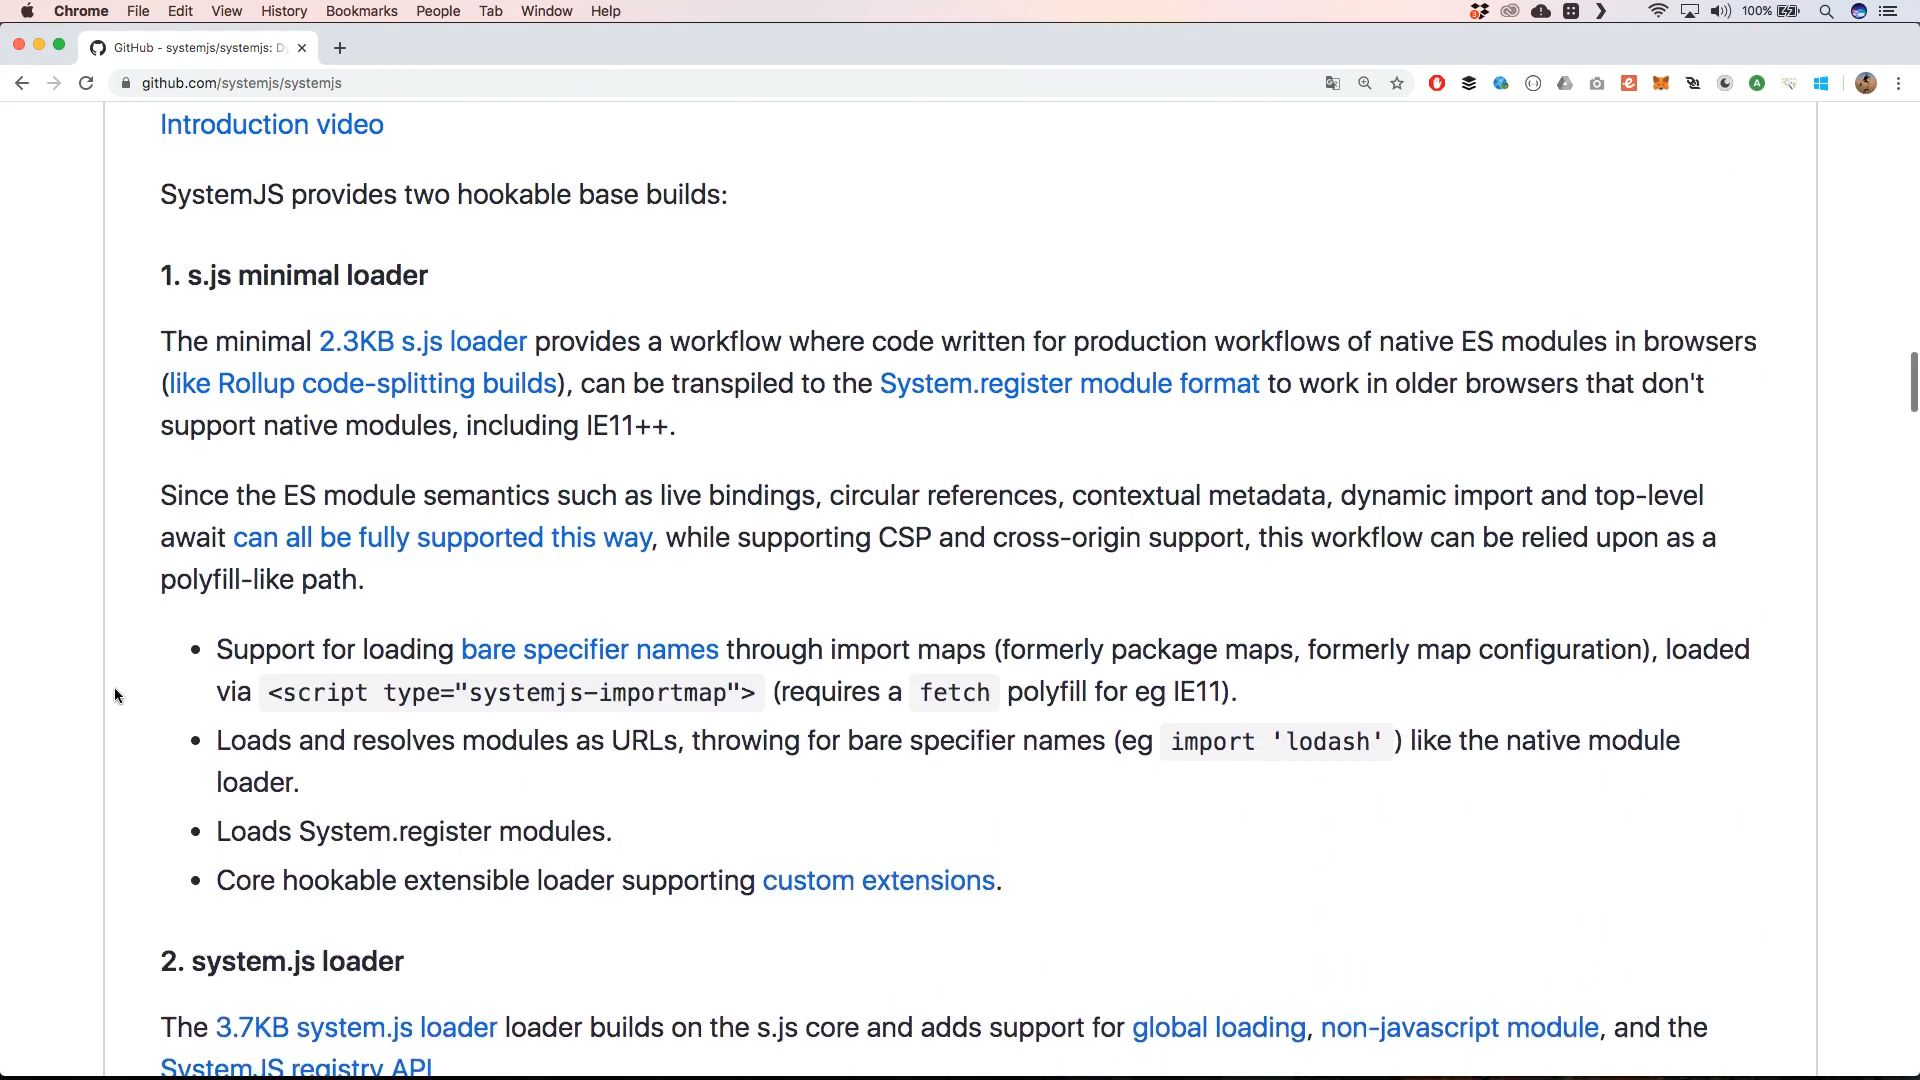 Chrome File Edit View History Bookmarks People Tab Window Help 100%
GitHub - systemjs/systemjs: Dy
github.com/systemjs/systemjs
Introduction video
SystemJS provides two hookable base builds:
1. s.js minimal loader
The minimal 2.3KB s.js loader provides a workflow where code written for production workflows of native ES modules in browsers
(like Rollup code-splitting builds), can be transpiled to the System.register module format to work in older browsers that don't
support native modules, including IE11++.
Since the ES module semantics such as live bindings, circular references, contextual metadata, dynamic import and top-level
await can all be fully supported this way, while supporting CSP and cross-origin support, this workflow can be relied upon as a
polyfill-like path.
• Support for loading bare specifier names through import maps (formerly package maps, formerly map configuration), loaded
via <script type="systemjs-importmap"> (requires a fetch polyfill for eg IE11).
• Loads and resolves modules as URLs, throwing for bare specifier names (eg import 'lodash' ) like the native module
loader.
• Loads System.register modules.
• Core hookable extensible loader supporting custom extensions.
2. system.js loader
The 3.7KB system.js loader loader builds on the s.js core and adds support for global loading, non-javascript module, and the
SystemJS registry API